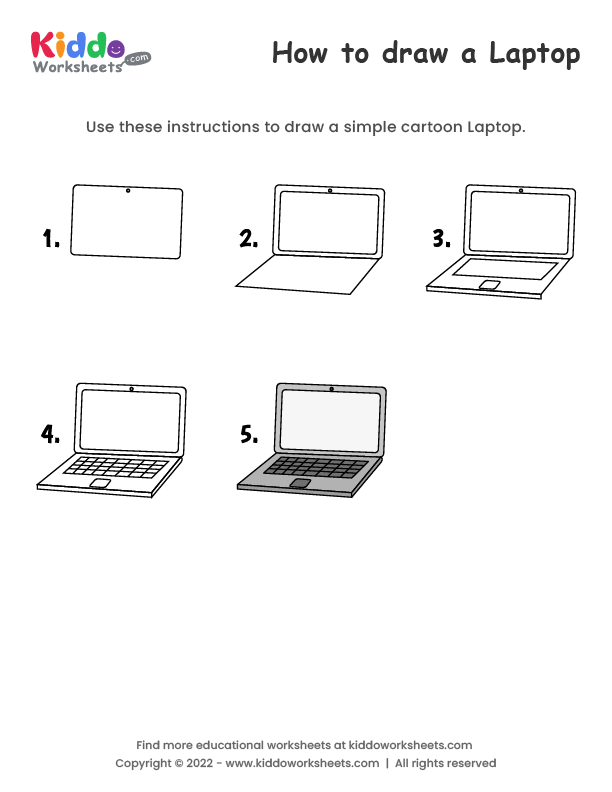 Kiddo
Worksheets .com
How to draw a Laptop
Use these instructions to draw a simple cartoon Laptop.
1.
2.
3.
4.
5.
Find more educational worksheets at kiddoworksheets.com
Copyright © 2022 - www.kiddoworksheets.com | All rights reserved